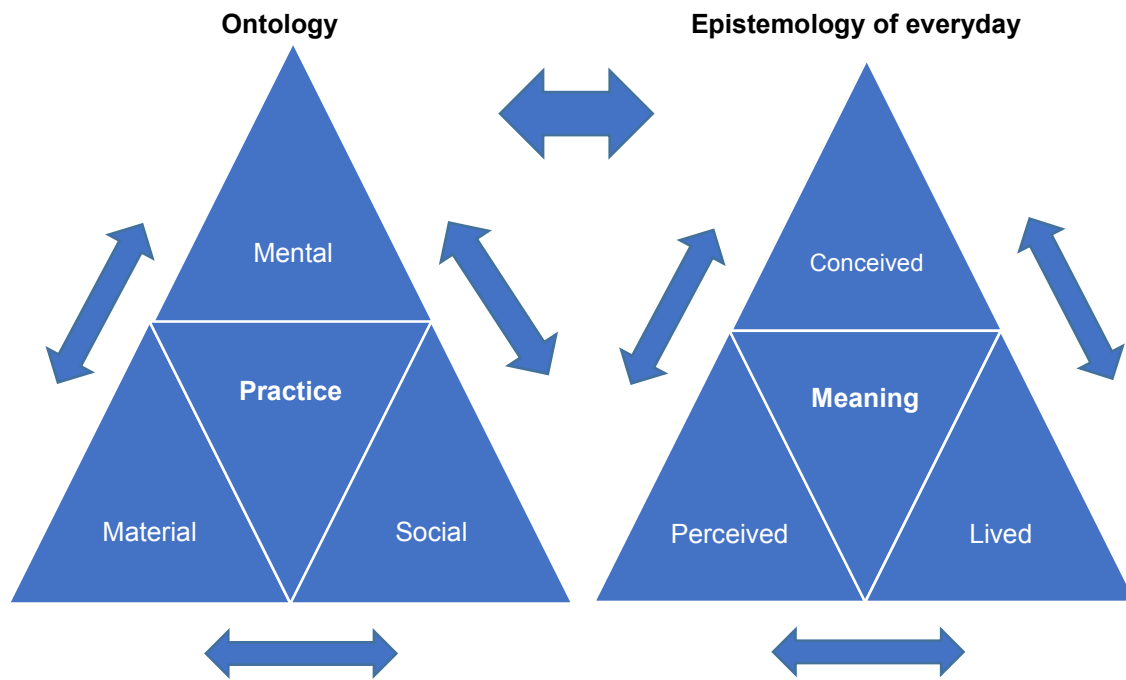 Ontology
Epistemology of everyday
Mental
Conceived
Practice
Meaning
Material
Social
Perceived
Lived